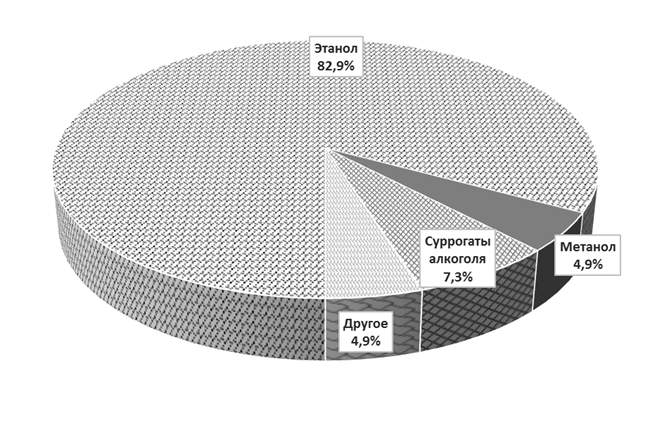 Этанол
82,9%
Суррогаты
алкоголя
7,3%
Метанол
4,9%
Другое
4,9%